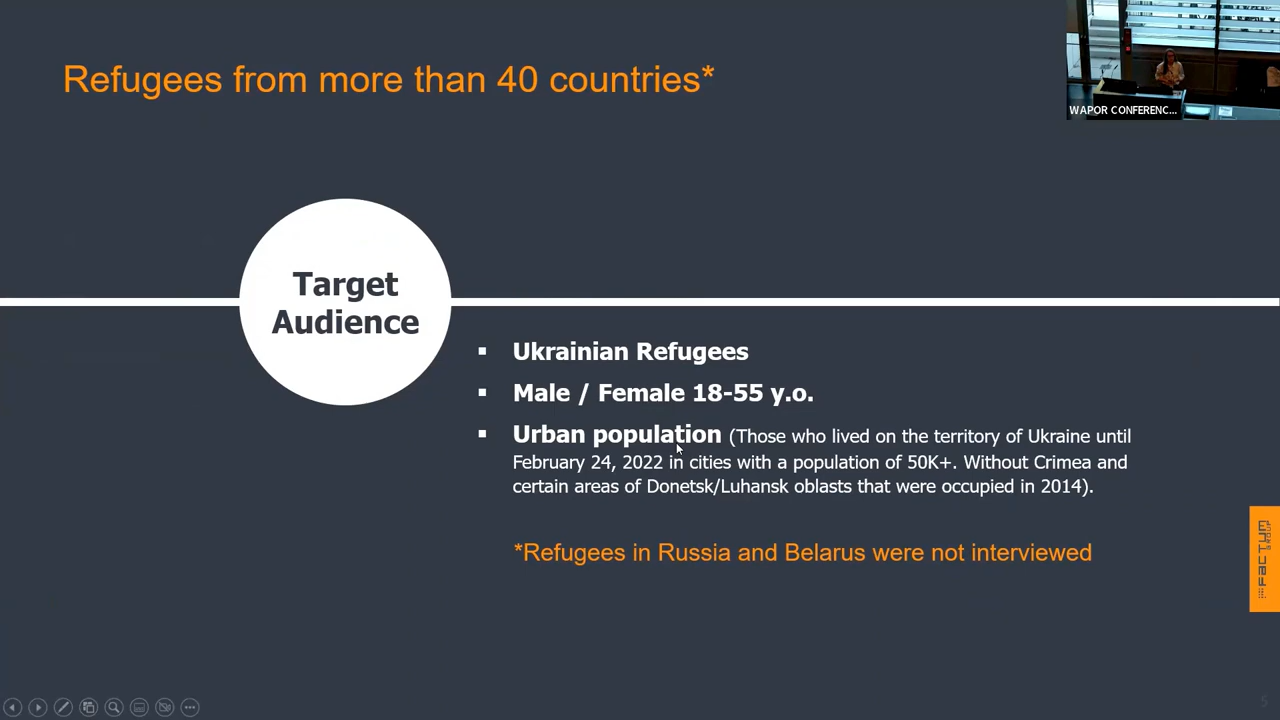 Refugees from more than 40 countries*
WAPOR CONFERENC...
Target
Audience
▪ Ukrainian Refugees
▪ Male / Female 18-55 y.o.
▪ Urban population (Those who lived on the territory of Ukraine until
February 24, 2022 in cities with a population of 50K+. Without Crimea and
certain areas of Donetsk/Luhansk oblasts that were occupied in 2014).
*Refugees in Russia and Belarus were not interviewed
FACTUM
GROUP
5